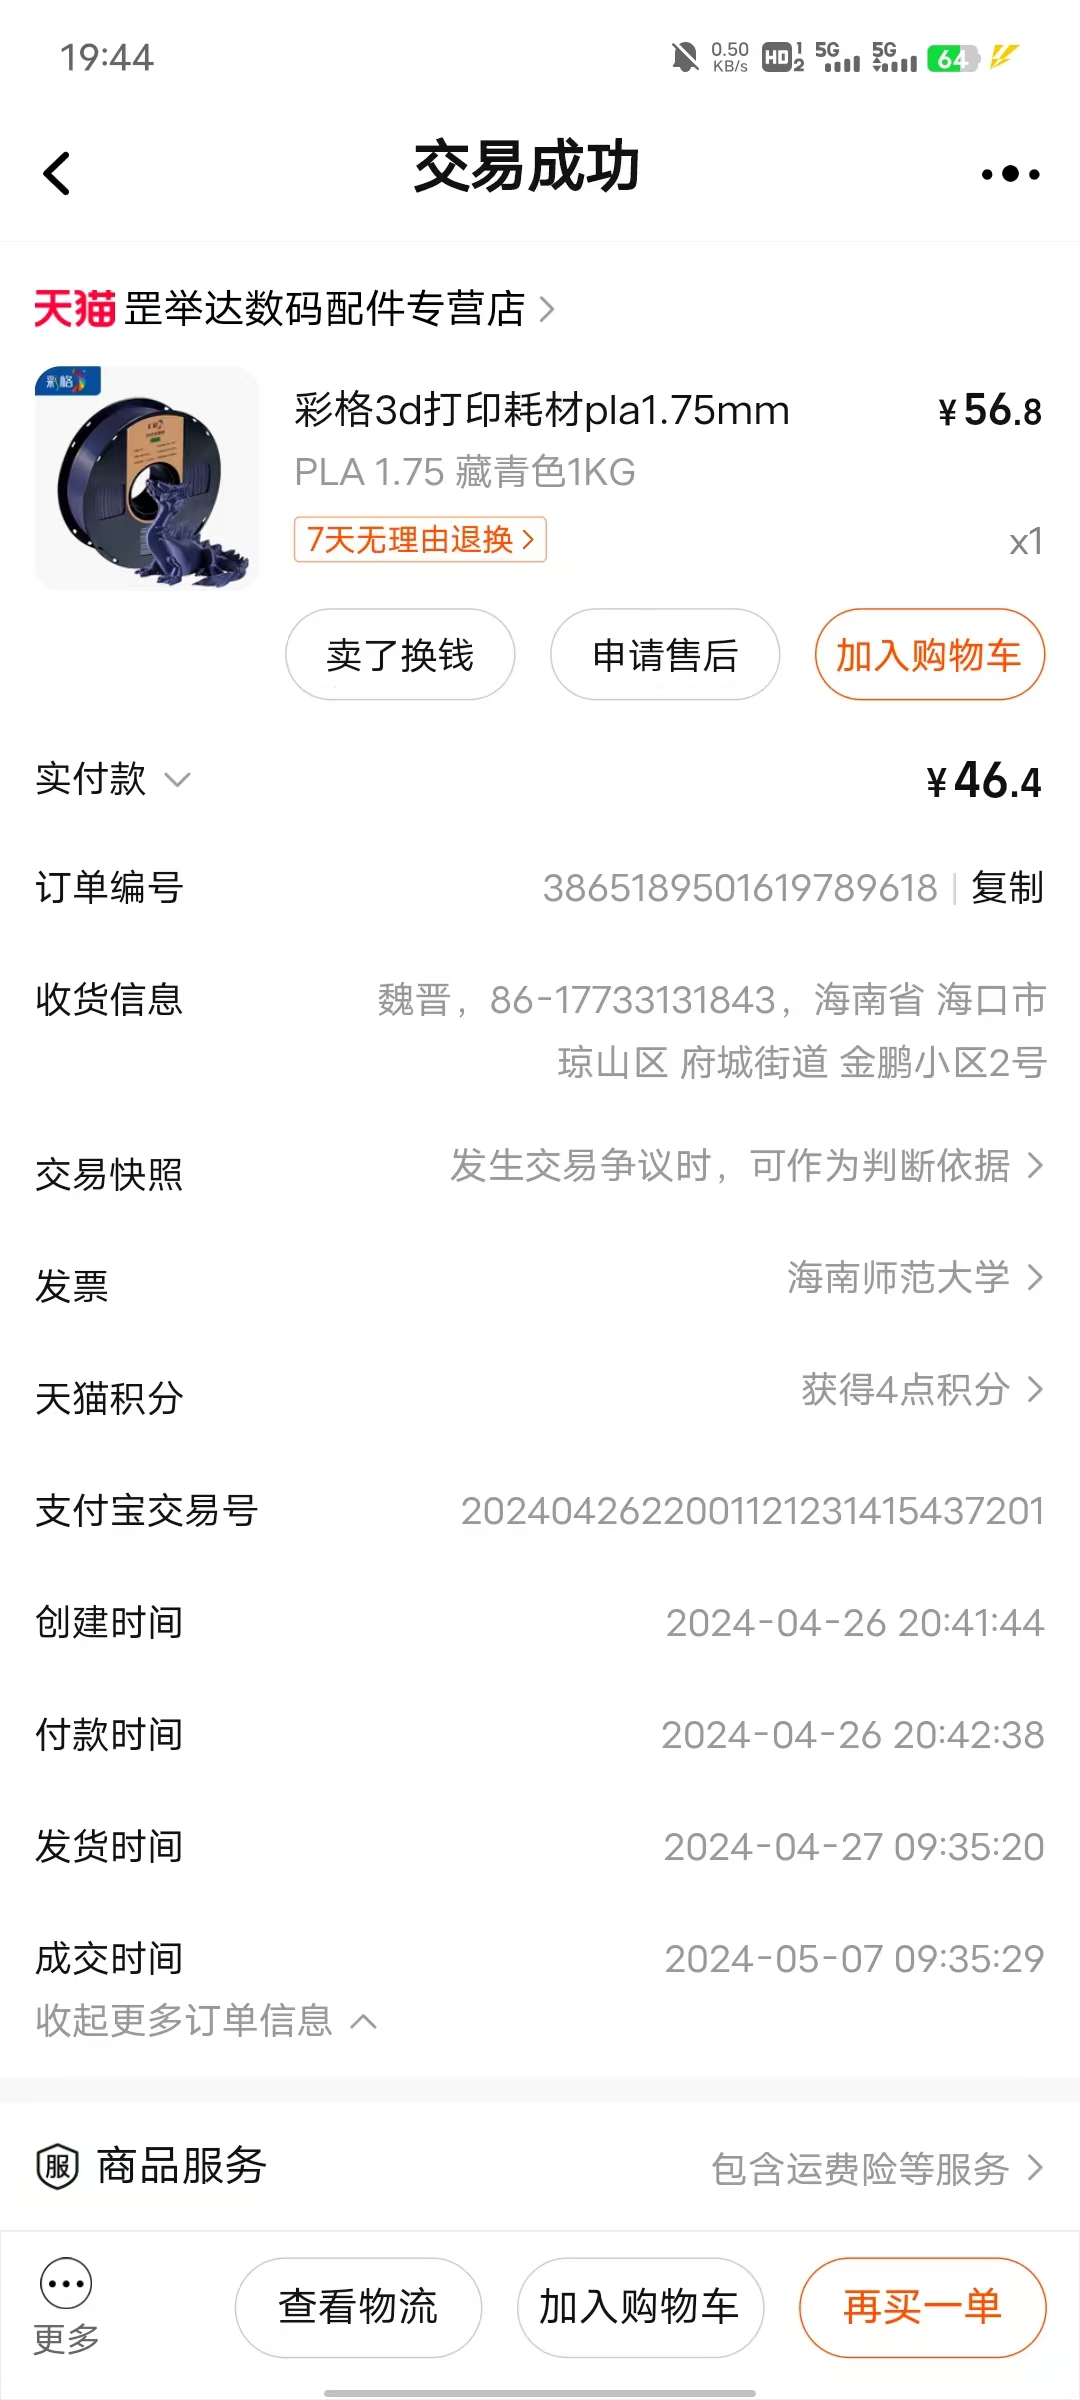 19:44
0.50 KB/s HD 1 2 5G 5G 64
交易成功
天猫 罡举达数码配件专营店
彩格
彩格3d打印耗材pla1.75mm ¥56.8
PLA 1.75 藏青色1KG
7天无理由退换 x1
卖了换钱 申请售后 加入购物车
实付款 ¥46.4
订单编号 3865189501619789618 | 复制
收货信息 魏晋，86-17733131843，海南省 海口市
琼山区 府城街道 金鹏小区2号
交易快照 发生交易争议时，可作为判断依据
发票 海南师范大学
天猫积分 获得4点积分
支付宝交易号 2024042622001121231415437201
创建时间 2024-04-26 20:41:44
付款时间 2024-04-26 20:42:38
发货时间 2024-04-27 09:35:20
成交时间 2024-05-07 09:35:29
收起更多订单信息
服 商品服务 包含运费险等服务
更多 查看物流 加入购物车 再买一单